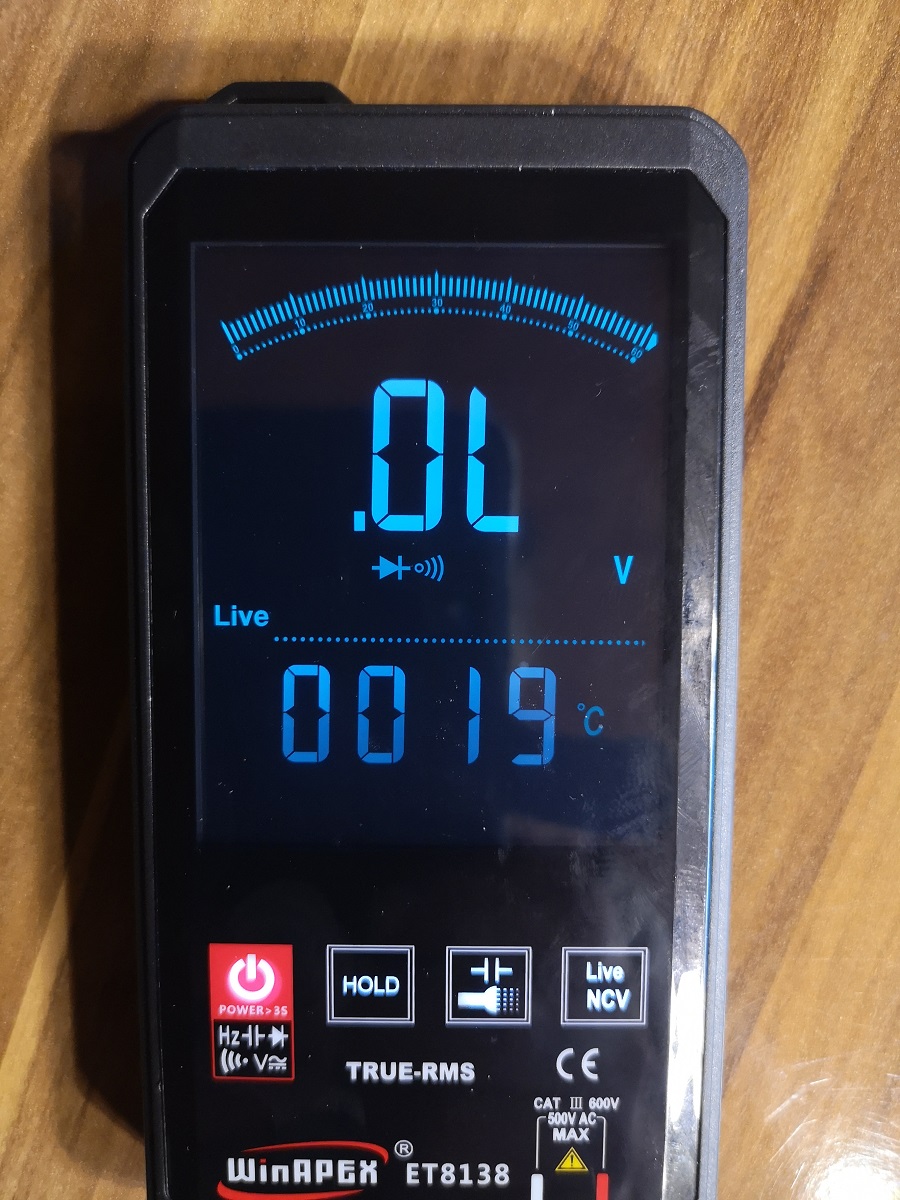 0 10 20 30 40 50 60
.0L
V
Live
0019 °C
POWER>3S
HOLD
Live
NCV
Hz
V
TRUE-RMS
CE
CAT III 600V
500V AC
MAX
WinAPEX ® ET8138